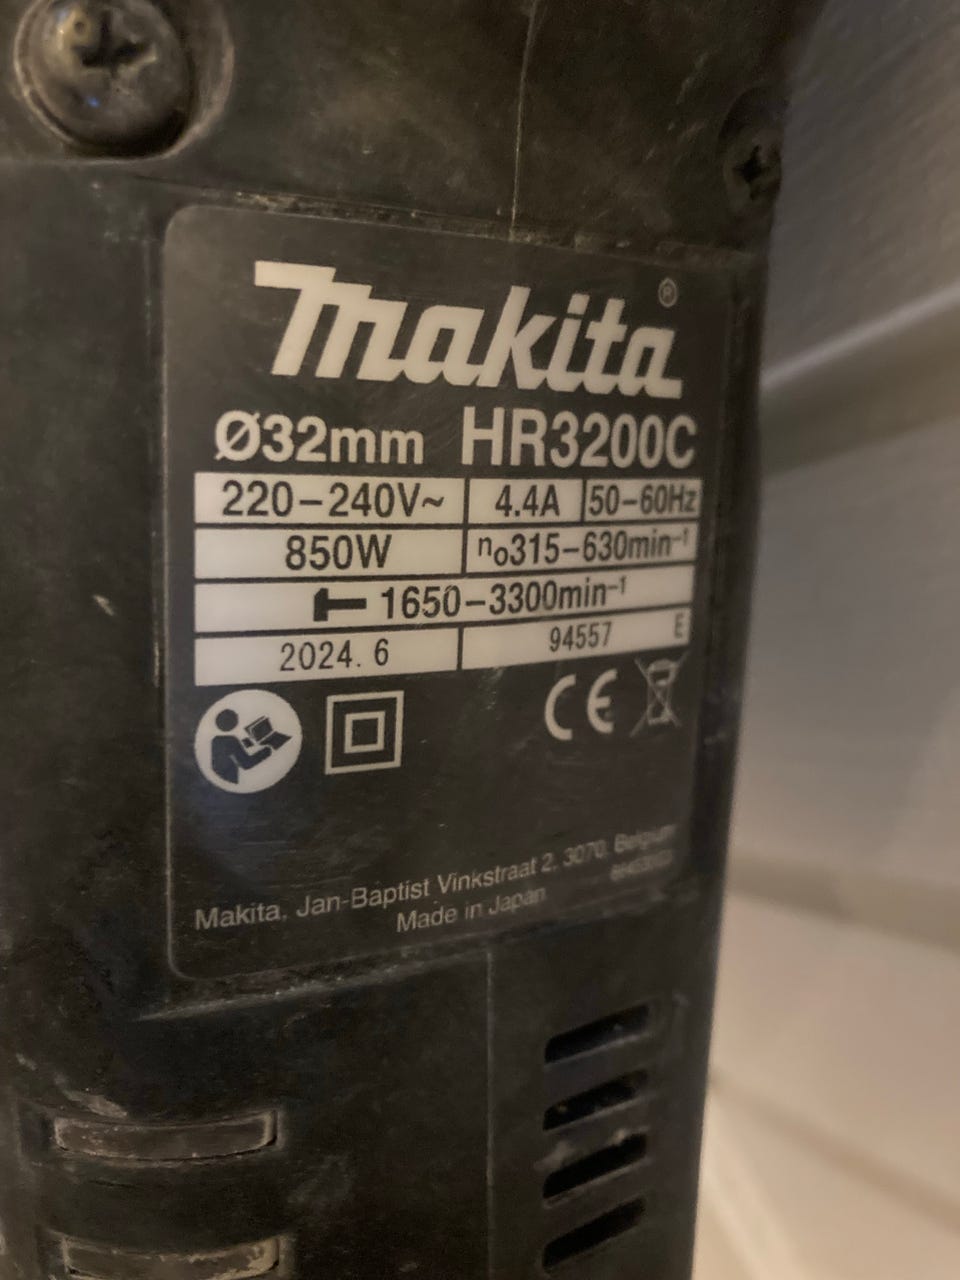 makita®
Ø32mm HR3200C
220-240V~ 4.4A 50-60Hz
850W n₀315-630min⁻¹
1650-3300min⁻¹
2024. 6 94557 E
CE
Makita, Jan-Baptist Vinkstraat 2, 3070, Belgium
Made in Japan